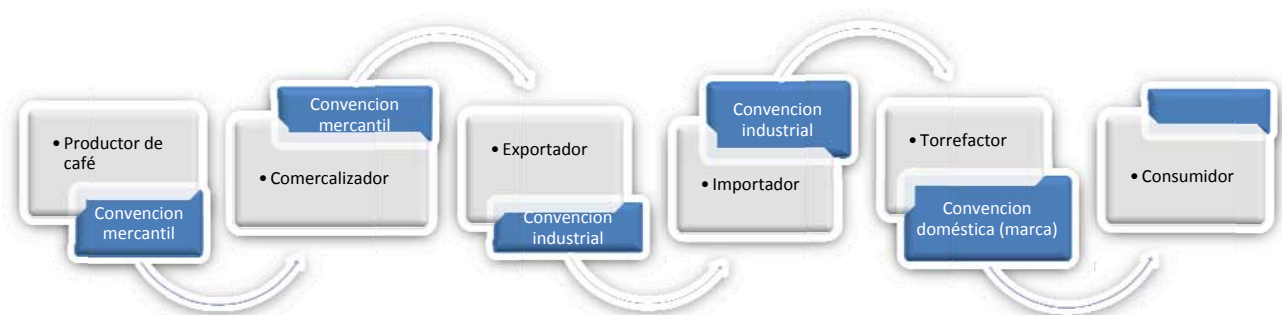 • Productor de
café
Convencion
mercantil
Convencion
mercantil
• Comercalizador
• Exportador
Convencion
industrial
Convencion
industrial
• Importador
• Torrefactor
Convencion
doméstica (marca)
• Consumidor